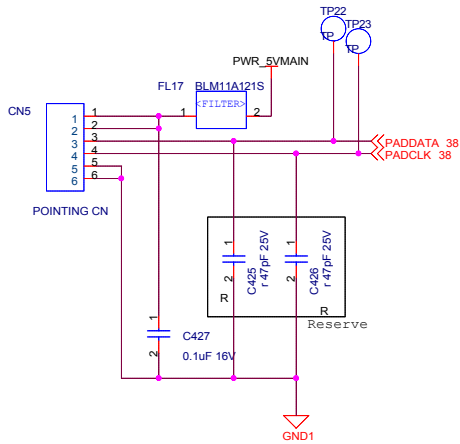 TP22
TP23
TP
TP
PWR_5VMAIN
FL17 BLM11A121S
CN5
1 <FILTER> 2
1 1
2 2
3 3
4 4
5 5
6 6
PADDATA 38
PADCLK 38
POINTING CN
1 1
2 2
C425
r 47pF 25V
C426
r 47pF 25V
R
R
Reserve
1
2
C427
0.1uF 16V
GND1